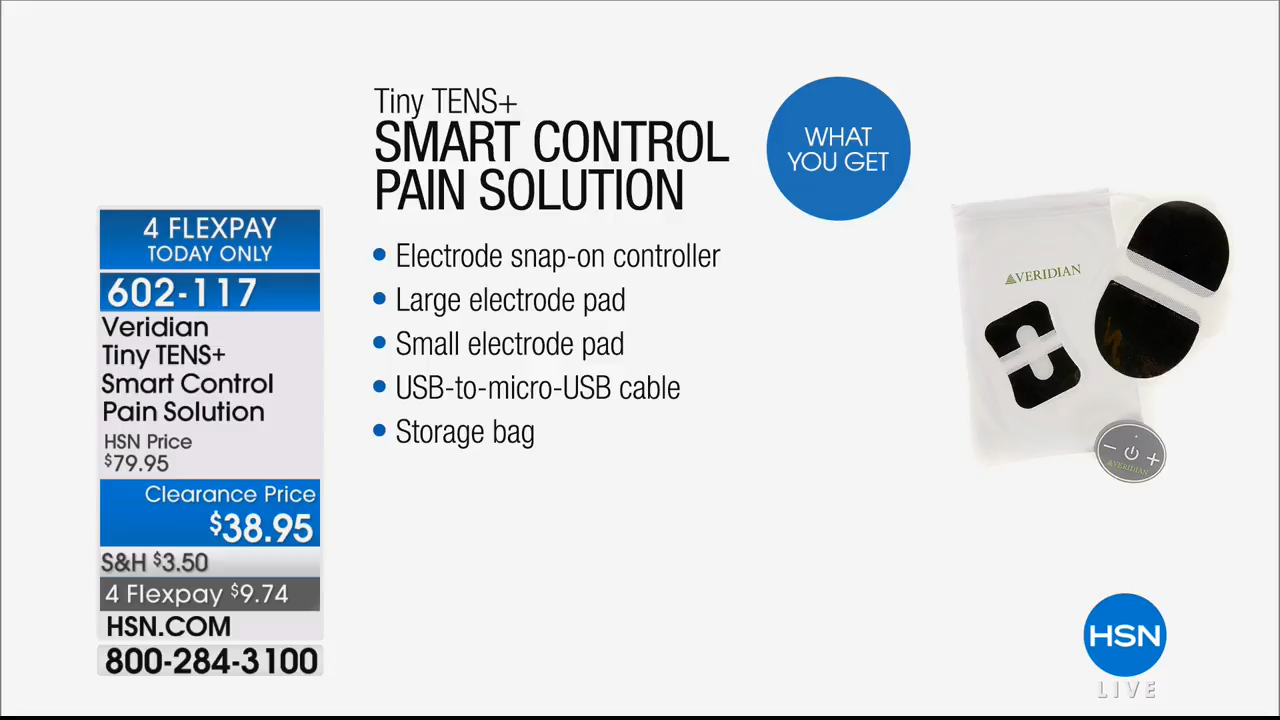 Tiny TENS+
SMART CONTROL
PAIN SOLUTION
WHAT
YOU GET
• Electrode snap-on controller
• Large electrode pad
• Small electrode pad
• USB-to-micro-USB cable
• Storage bag
4 FLEXPAY
TODAY ONLY
602-117
Veridian
Tiny TENS+
Smart Control
Pain Solution
HSN Price
$79.95
Clearance Price
$38.95
S&H $3.50
4 Flexpay $9.74
HSN.COM
800-284-3100
VERIDIAN
VERIDIAN
HSN
LIVE